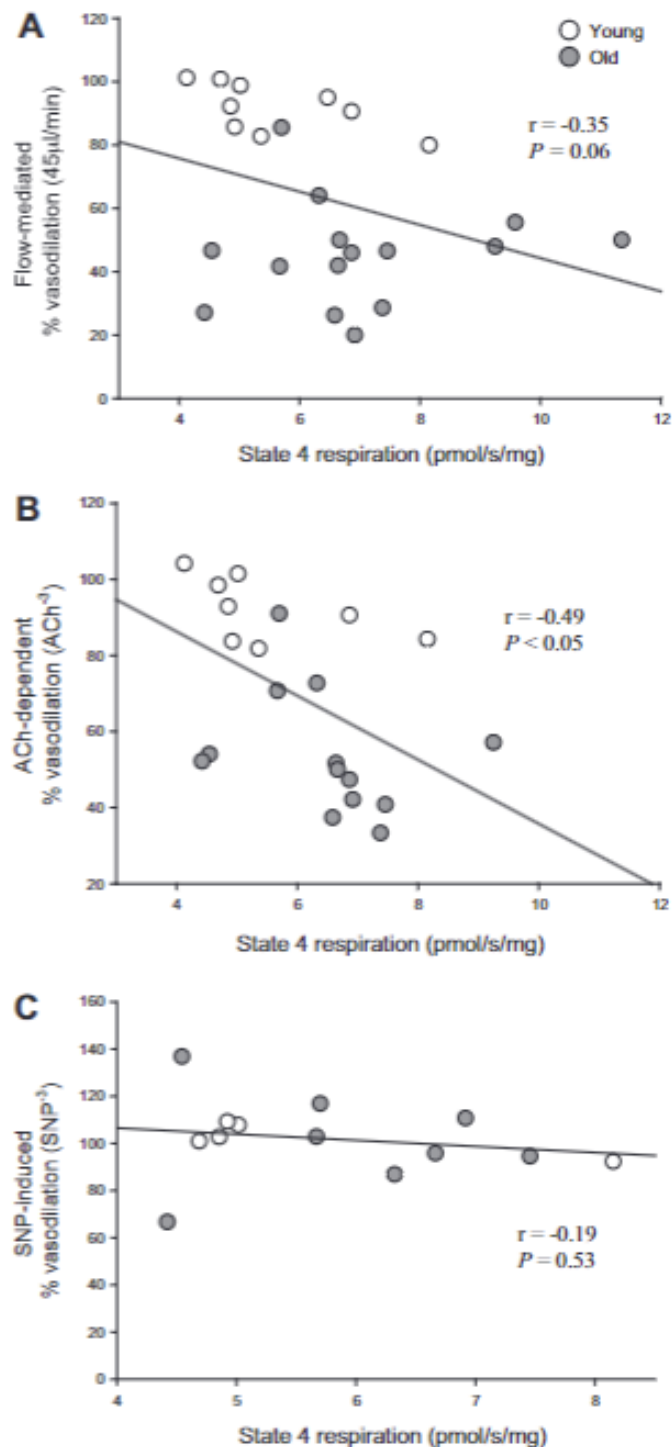 A
Young
Old
r = -0.35
P = 0.06
Flow-mediated
% vasodilation (45µl/min)
120
100
80
60
40
20
0
4 6 8 10 12
State 4 respiration (pmol/s/mg)
B
r = -0.49
P < 0.05
ACh-dependent
% vasodilation (ACh⁻³)
120
100
80
60
40
20
4 6 8 10 12
State 4 respiration (pmol/s/mg)
C
SNP-Induced
% vasodilation (SNP⁻³)
160
140
120
100
80
60
40
20
0
r = -0.19
P = 0.53
4 5 6 7 8
State 4 respiration (pmol/s/mg)